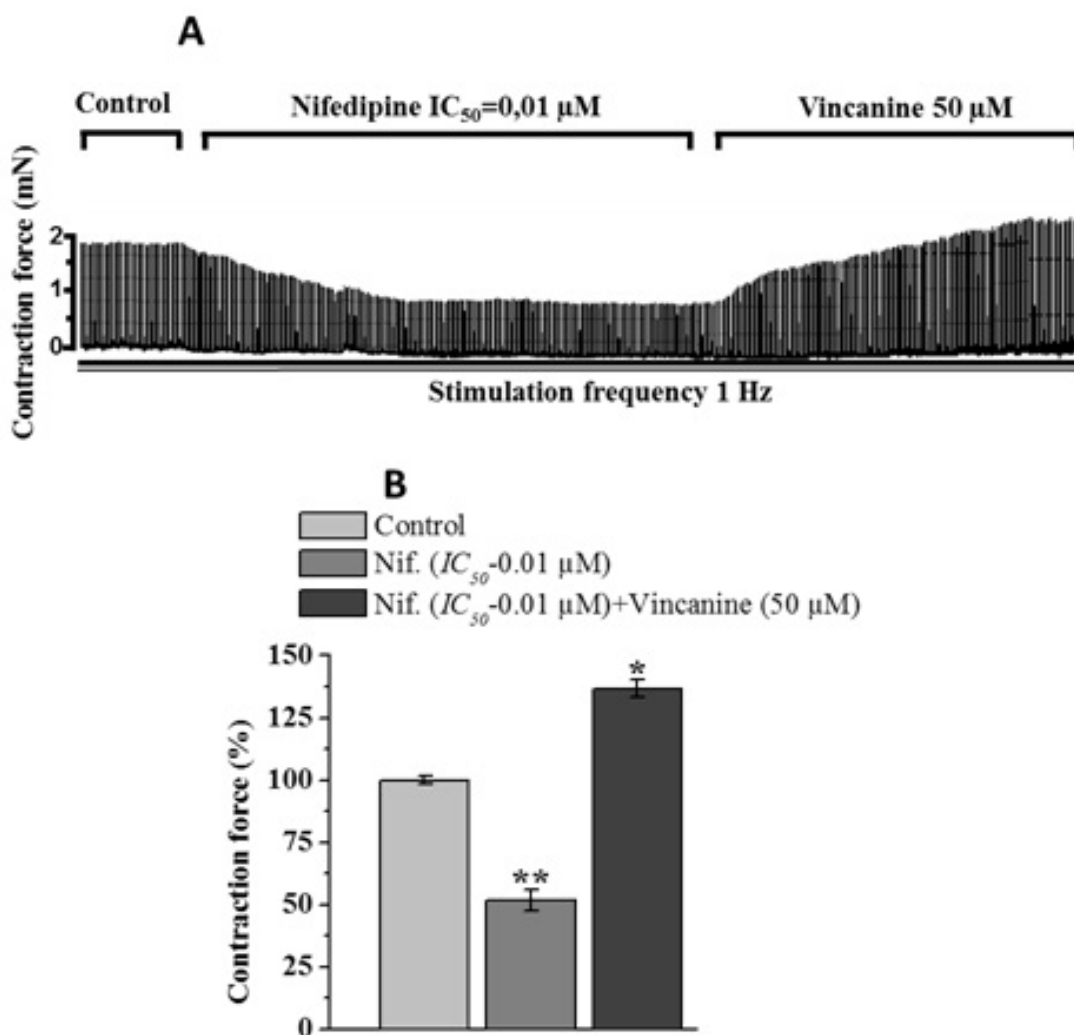 A
Control
Nifedipine IC₅₀=0,01 µM
Vincanine 50 µM
Contraction force (mN)
2
1
0
Stimulation frequency 1 Hz
B
Control
Nif. (IC₅₀-0.01 µM)
Nif. (IC₅₀-0.01 µM)+Vincanine (50 µM)
Contraction force (%)
150
125
100
75
50
25
0
**
*